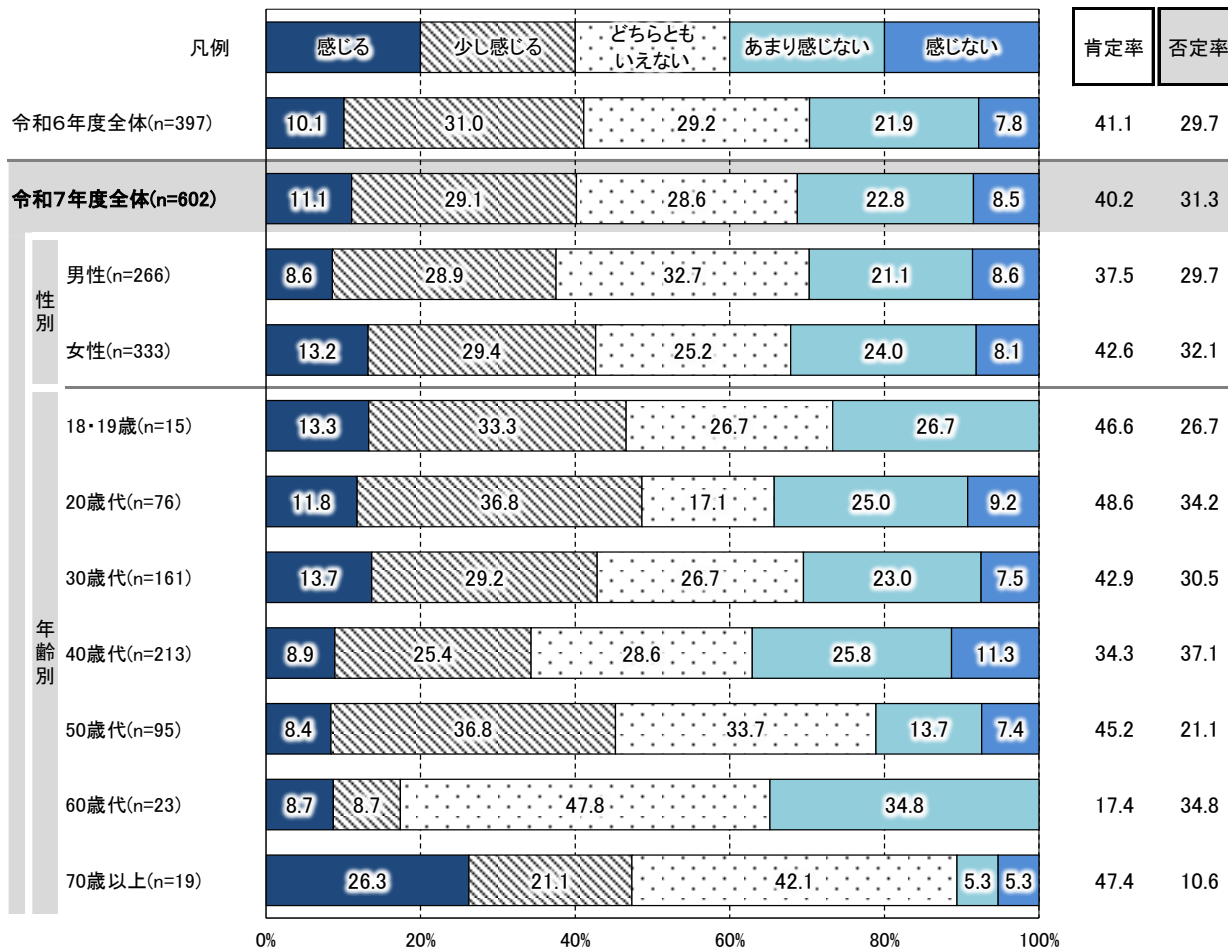 凡例 感じる 少し感じる どちらとも いえない あまり感じない 感じない 肯定率 否定率
令和6年度全体(n=397) 10.1 31.0 29.2 21.9 7.8 41.1 29.7
令和7年度全体(n=602) 11.1 29.1 28.6 22.8 8.5 40.2 31.3
性別
男性(n=266) 8.6 28.9 32.7 21.1 8.6 37.5 29.7
女性(n=333) 13.2 29.4 25.2 24.0 8.1 42.6 32.1
年齢別
18・19歳(n=15) 13.3 33.3 26.7 26.7 46.6 26.7
20歳代(n=76) 11.8 36.8 17.1 25.0 9.2 48.6 34.2
30歳代(n=161) 13.7 29.2 26.7 23.0 7.5 42.9 30.5
40歳代(n=213) 8.9 25.4 28.6 25.8 11.3 34.3 37.1
50歳代(n=95) 8.4 36.8 33.7 13.7 7.4 45.2 21.1
60歳代(n=23) 8.7 8.7 47.8 34.8 17.4 34.8
70歳以上(n=19) 26.3 21.1 42.1 5.3 5.3 47.4 10.6
0% 20% 40% 60% 80% 100%